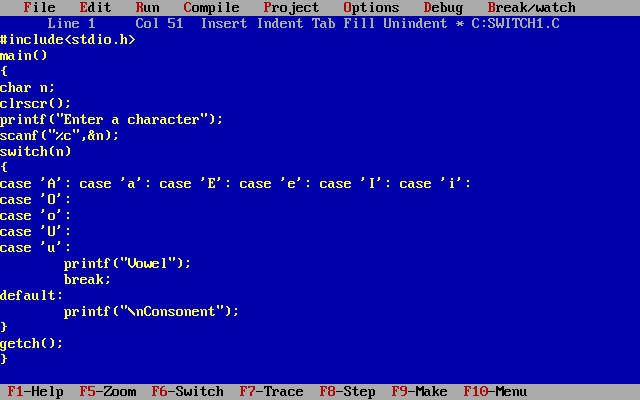 File Edit Run Compile Project Options Debug Break/watch
Line 1 Col 51 Insert Indent Tab Fill Unindent * C:SWITCH1.C
#include<stdio.h>
main()
{
char n;
clrscr();
printf("Enter a character");
scanf("%c",&n);
switch(n)
{
case 'A': case 'a': case 'E': case 'e': case 'I': case 'i':
case 'O':
case 'o':
case 'U':
case 'u':
printf("Vowel");
break;
default:
printf("\nConsonent");
}
getch();
}
F1-Help F5-Zoom F6-Switch F7-Trace F8-Step F9-Make F10-Menu